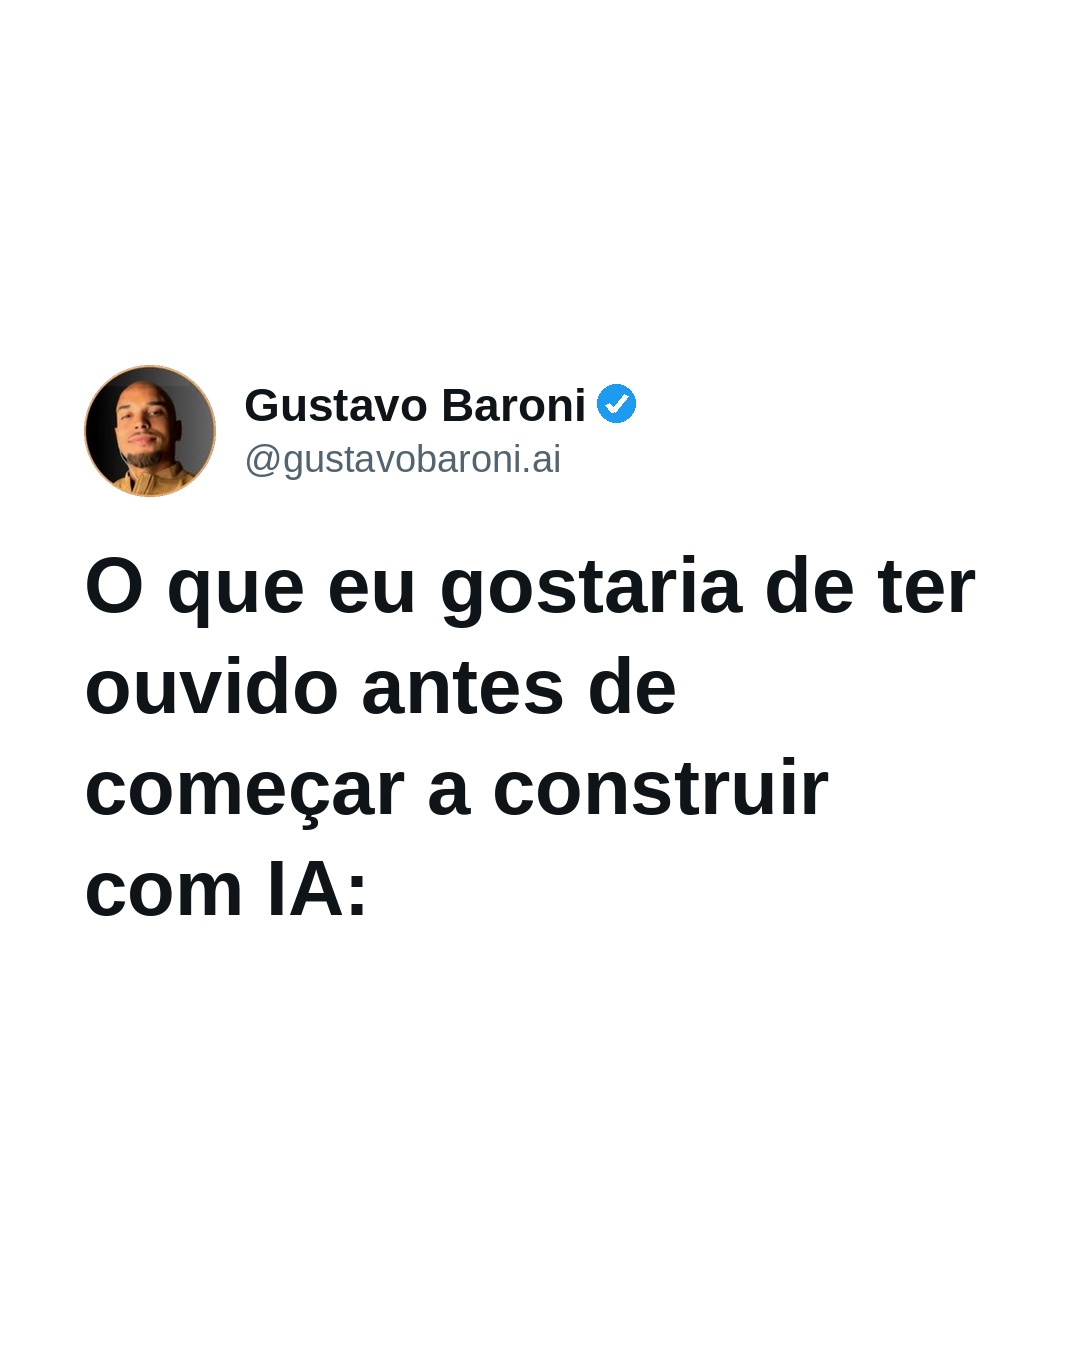 Gustavo Baroni
@gustavobaroni.ai
O que eu gostaria de ter
ouvido antes de
começar a construir
com IA: